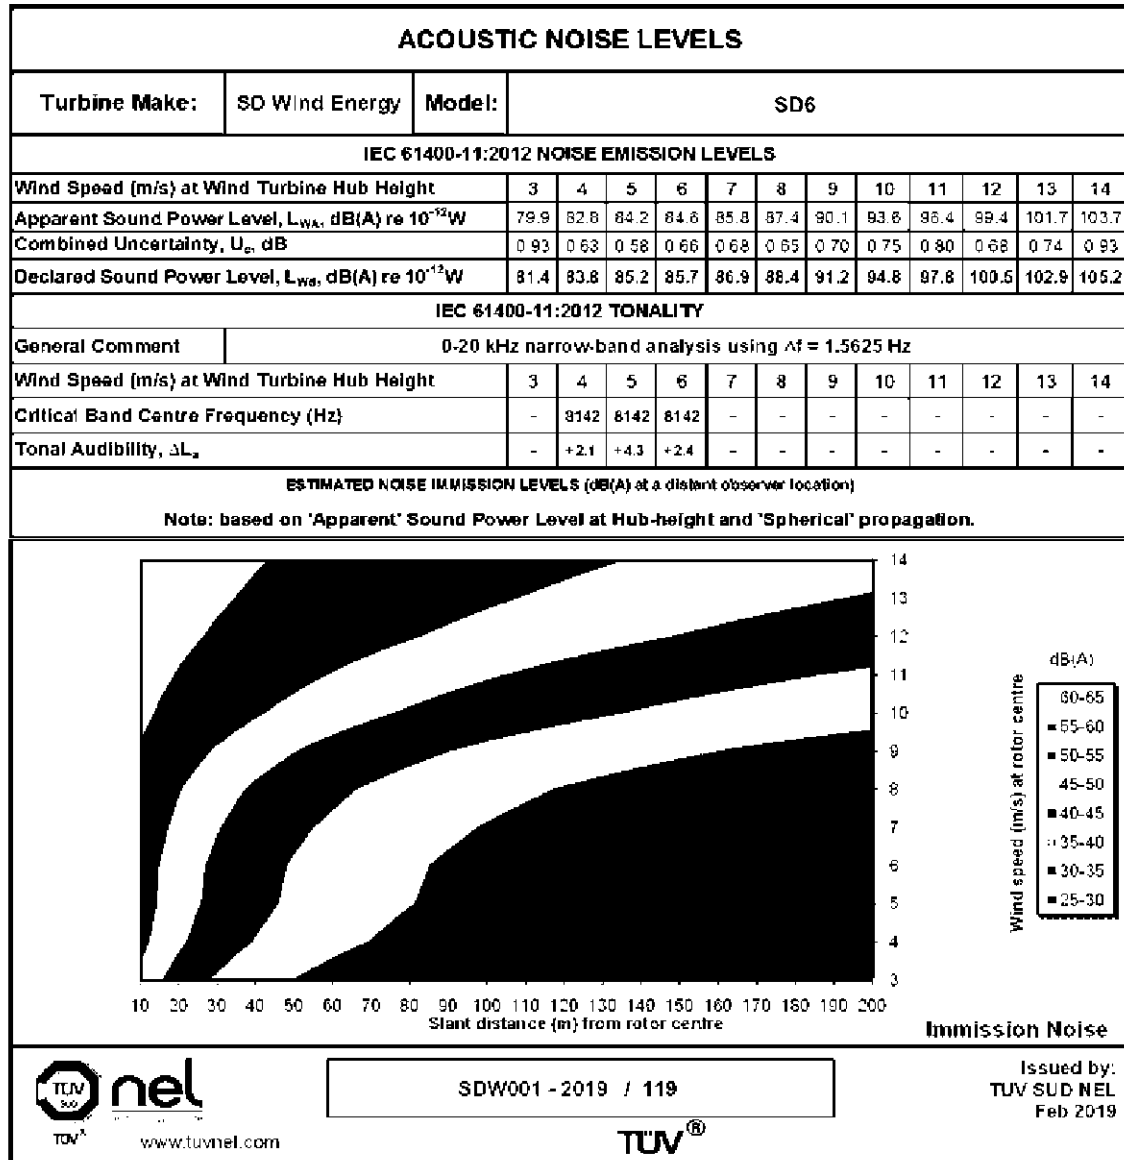 ACOUSTIC NOISE LEVELS
Turbine Make: SD Wind Energy Model: SD6
IEC 61400-11:2012 NOISE EMISSION LEVELS
Wind Speed (m/s) at Wind Turbine Hub Height 3 4 5 6 7 8 9 10 11 12 13 14
Apparent Sound Power Level, LWA, dB(A) re 10⁻¹²W 79.9 82.8 84.2 84.6 85.8 87.4 90.1 93.6 96.4 99.4 101.7 103.7
Combined Uncertainty, Uc, dB 0.93 0.63 0.58 0.66 0.68 0.65 0.70 0.75 0.80 0.68 0.74 0.93
Declared Sound Power Level, LWd, dB(A) re 10⁻¹²W 81.4 83.8 85.2 85.7 86.9 88.4 91.2 94.8 97.8 100.5 102.9 105.2
IEC 61400-11:2012 TONALITY
General Comment 0-20 kHz narrow-band analysis using Δf = 1.5625 Hz
Wind Speed (m/s) at Wind Turbine Hub Height 3 4 5 6 7 8 9 10 11 12 13 14
Critical Band Centre Frequency (Hz) - 8142 8142 8142 - - - - - - - -
Tonal Audibility, ΔLa - +2.1 +4.3 +2.4 - - - - - - - -
ESTIMATED NOISE IMMISSION LEVELS (dB(A) at a distant observer location)
Note: based on 'Apparent' Sound Power Level at Hub-height and 'Spherical' propagation.
14
13
12
11
10
9
8
7
6
5
4
3
Wind speed (m/s) at rotor centre
dB(A)
60-65
55-60
50-55
45-50
40-45
35-40
30-35
25-30
10 20 30 40 50 60 70 80 90 100 110 120 130 140 150 160 170 180 190 200
Slant distance (m) from rotor centre
Immission Noise
TÜV
SUD
nel
TÜV
www.tuvnel.com
SDW001 - 2019 / 119
TÜV®
Issued by:
TUV SUD NEL
Feb 2019